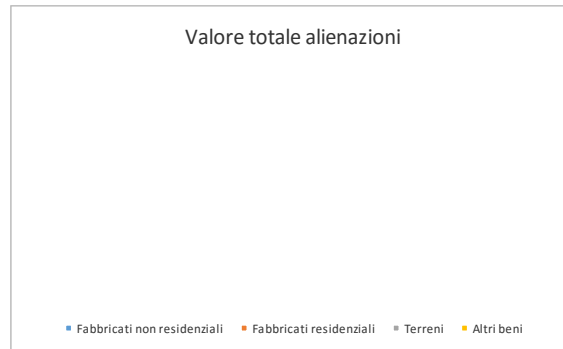 Valore totale alienazioni
Fabbricati non residenziali Fabbricati residenziali Terreni Altri beni